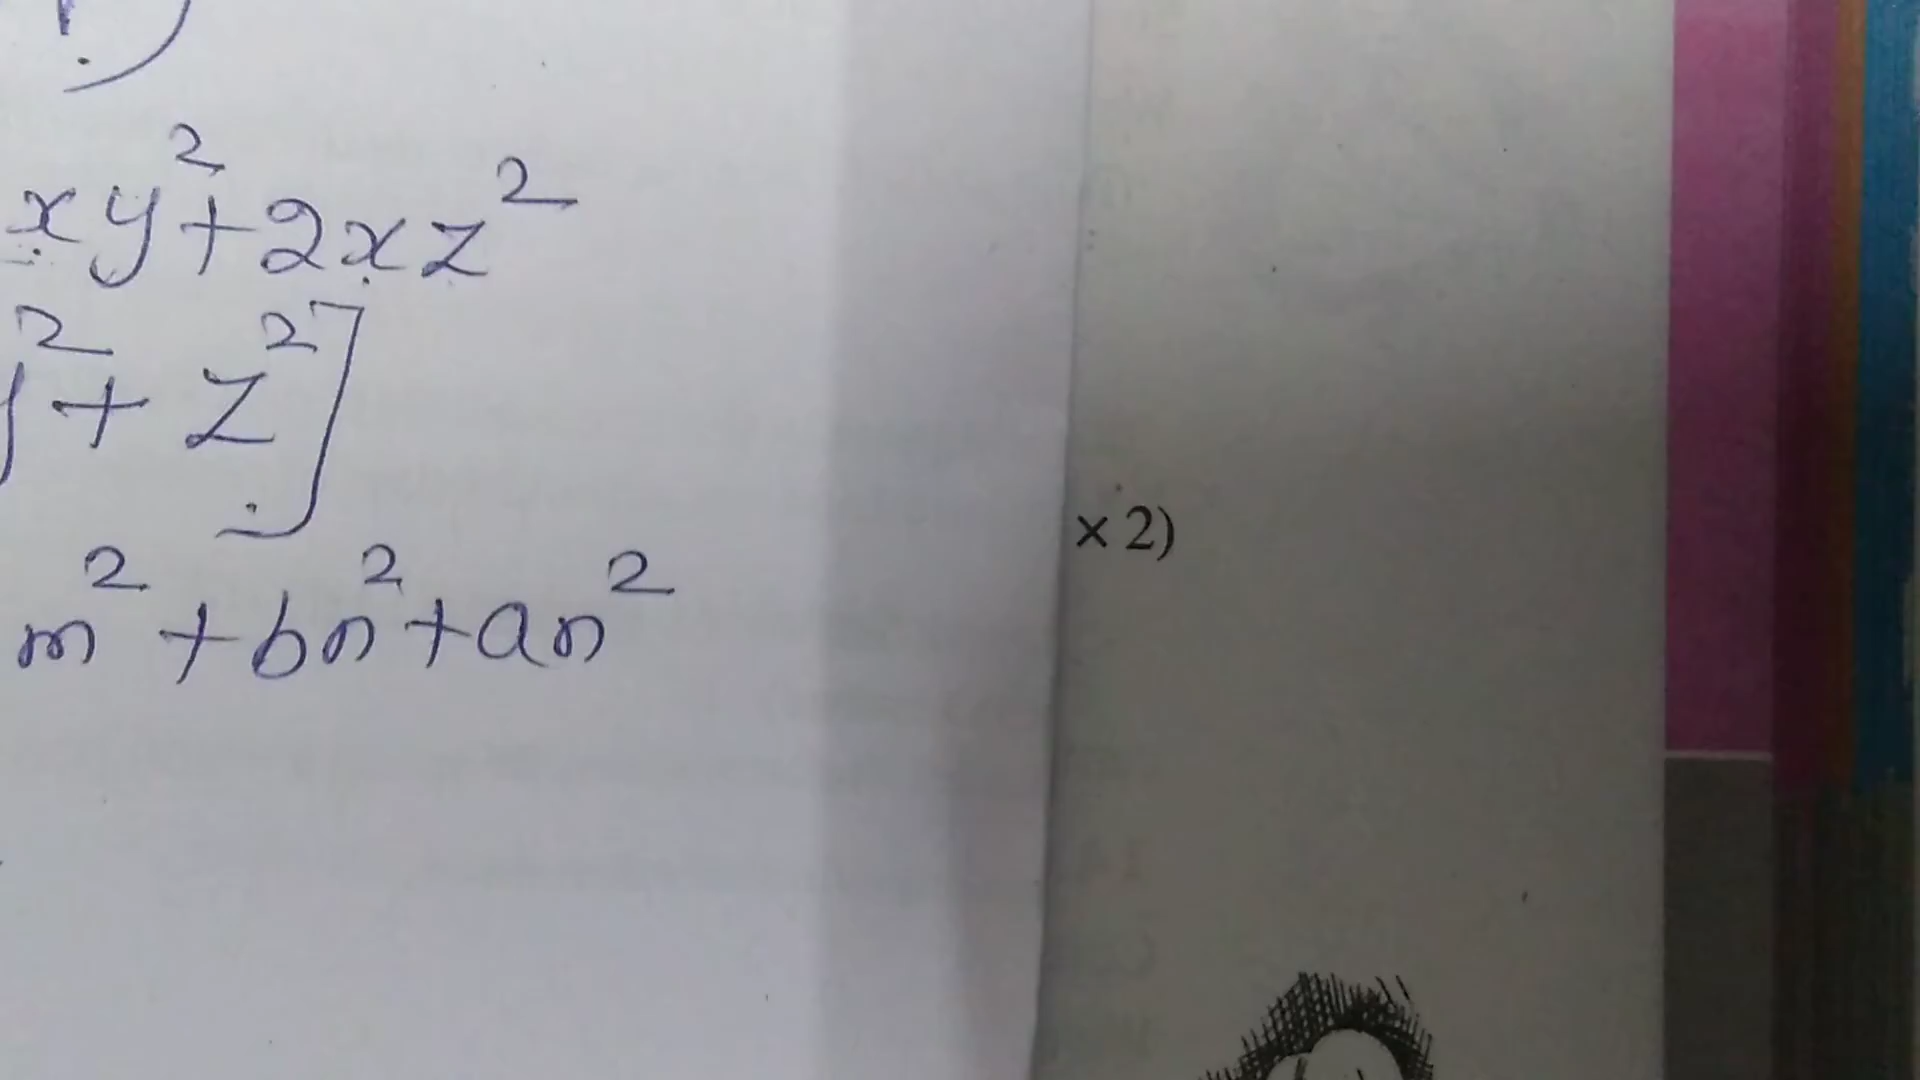 )
xy²+2xz²
²+ z²]
× 2)
m²+bn²+an²